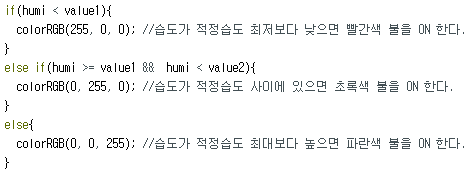 if(humi < value1){
  colorRGB(255, 0, 0); //습도가 적정습도 최저보다 낮으면 빨간색 불을 ON 한다.
}
else if(humi >= value1 &&  humi < value2){
  colorRGB(0, 255, 0); //습도가 적정습도 사이에 있으면 초록색 불을 ON 한다.
}
else{
  colorRGB(0, 0, 255); //습도가 적정습도 최대보다 높으면 파란색 불을 ON 한다.
}